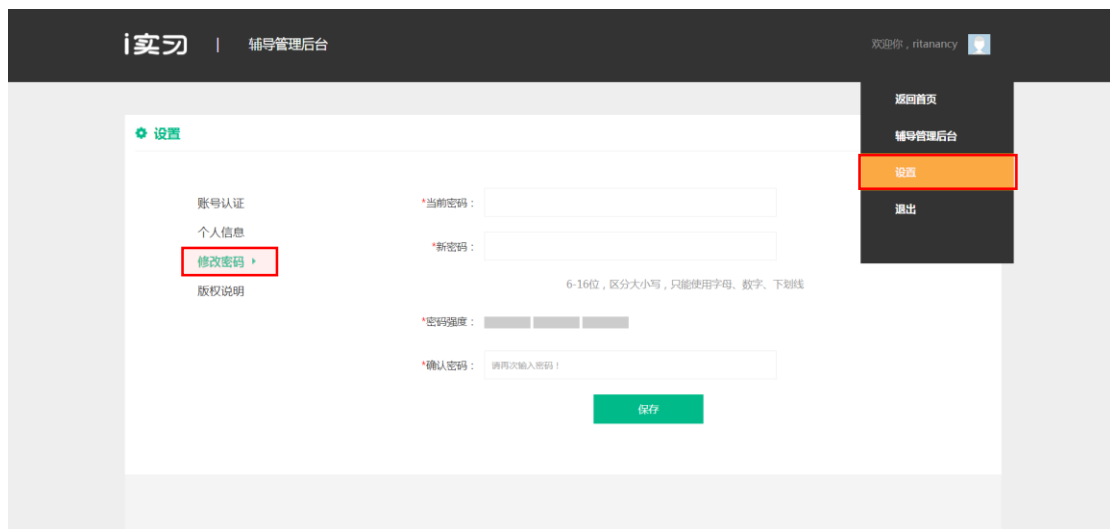 i实习 | 辅导管理后台
欢迎你，ritanancy
返回首页
辅导管理后台
设置
退出
设置
账号认证
个人信息
修改密码
版权说明
*当前密码：
*新密码：
6-16位，区分大小写，只能使用字母、数字、下划线
*密码强度：
*确认密码： 请再次输入密码！
保存